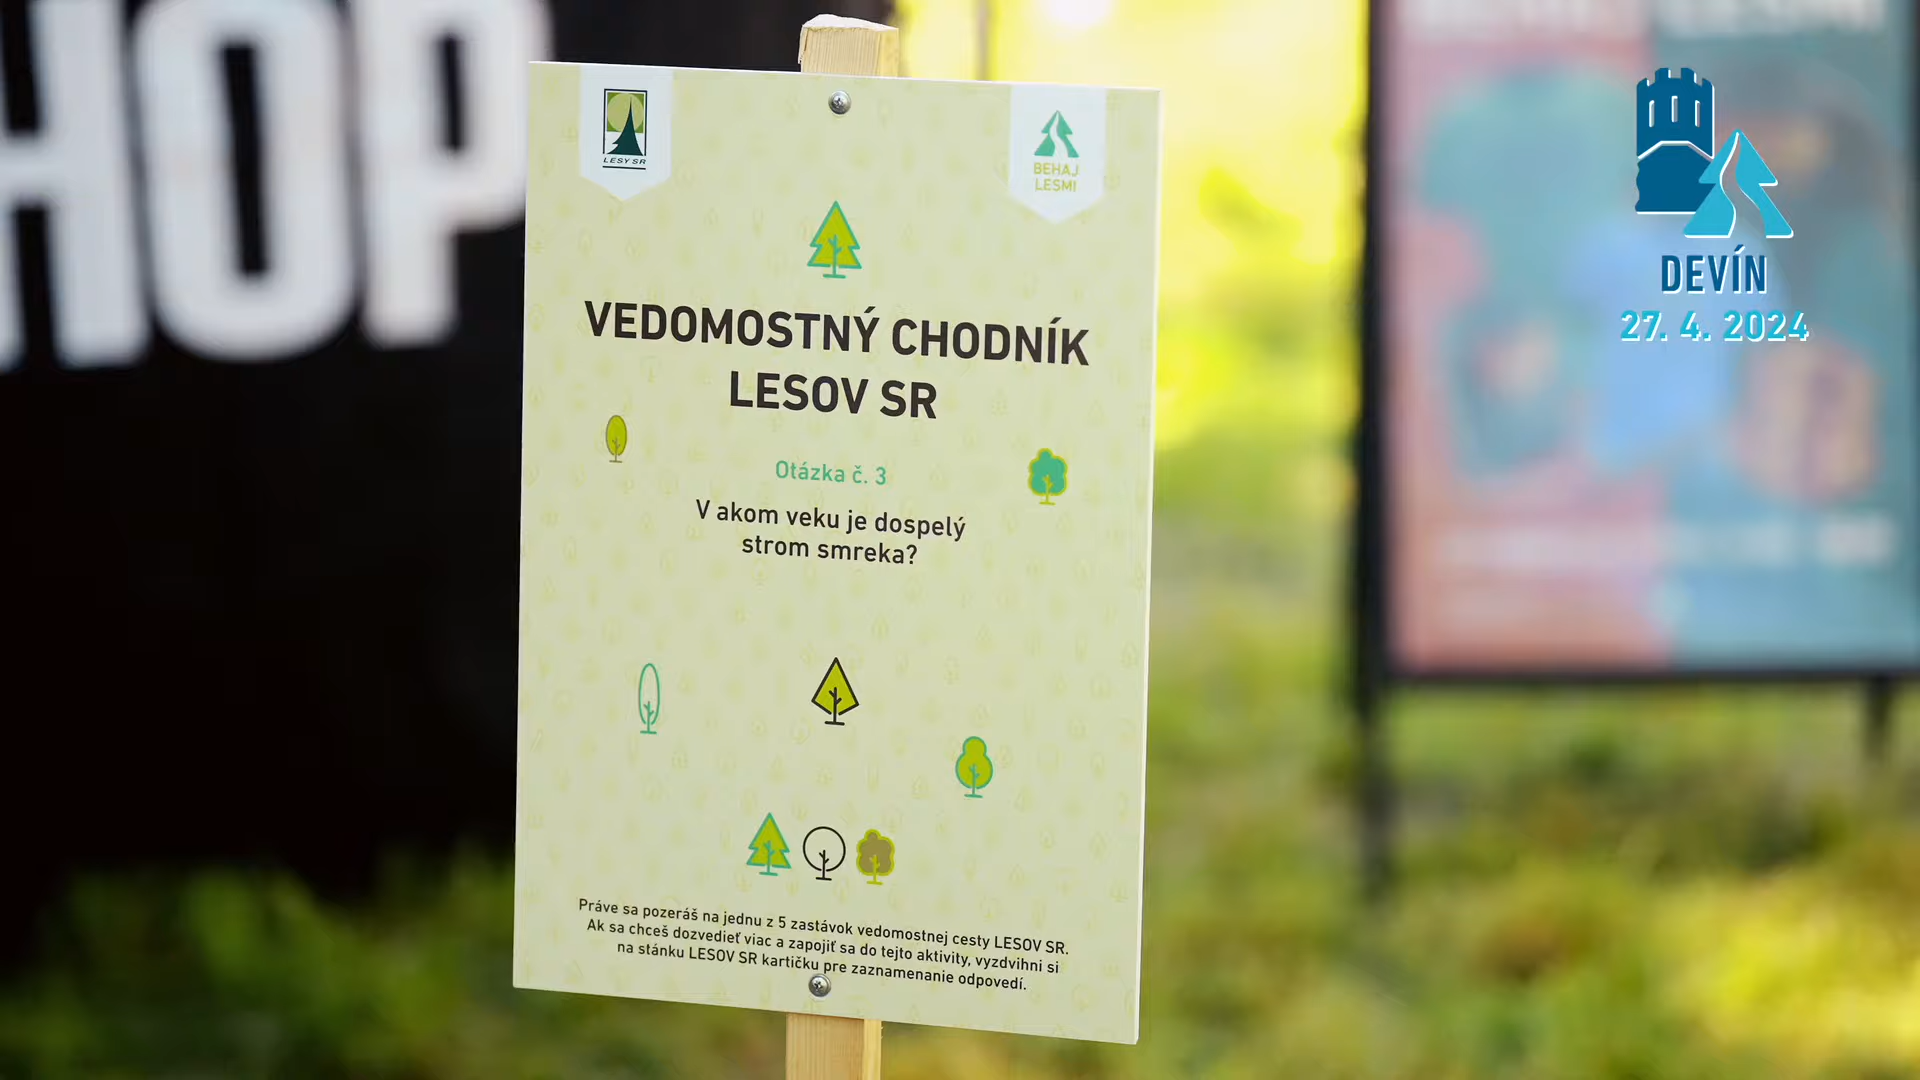 HOP
LESY SR
BEHAJ
LESMI
VEDOMOSTNÝ CHODNÍK
LESOV SR
Otázka č. 3
V akom veku je dospelý
strom smreka?
Práve sa pozeráš na jednu z 5 zastávok vedomostnej cesty LESOV SR.
Ak sa chceš dozvedieť viac a zapojiť sa do tejto aktivity, vyzdvihni si
na stánku LESOV SR kartičku pre zaznamenanie odpovedí.
BEHAJ LESMI
DEVÍN
27. 4. 2024